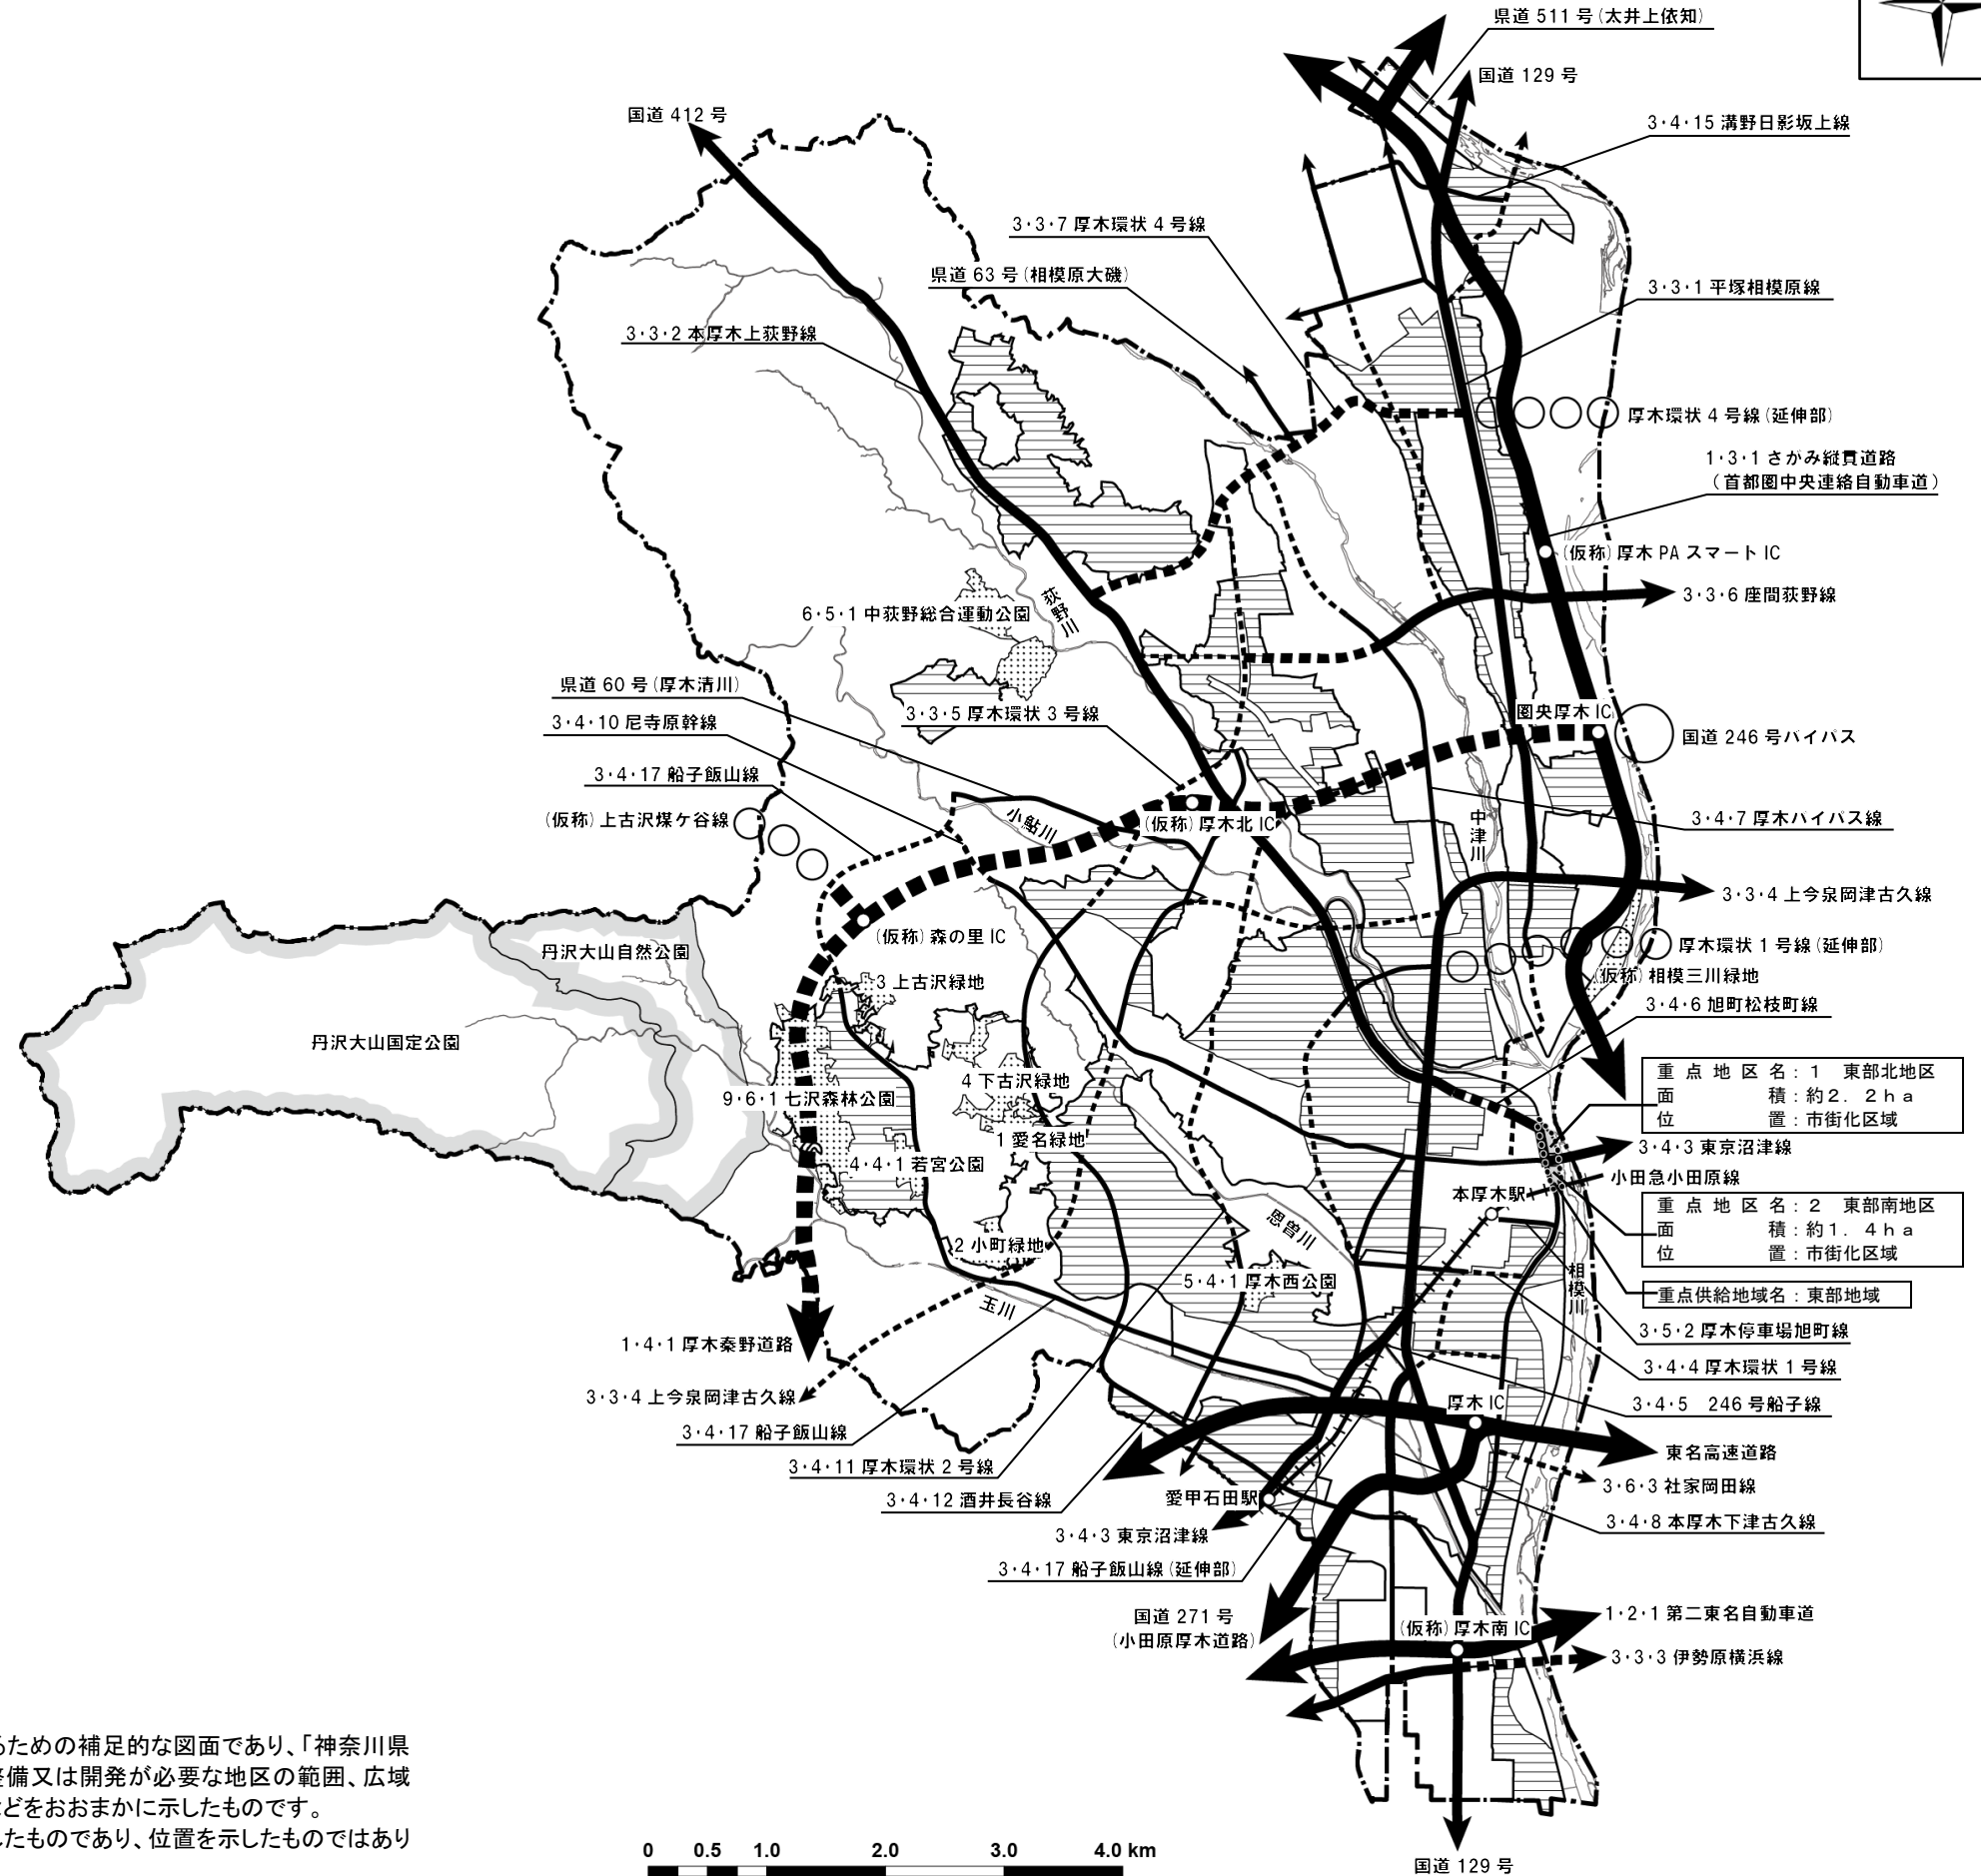 県道 511 号(太井上依知)
国道 129 号
国道 412 号
3・4・15 溝野日影坂上線
3・3・7 厚木環状 4 号線
県道 63 号(相模原大磯)
3・3・1 平塚相模原線
3・3・2 本厚木上荻野線
厚木環状 4 号線(延伸部)
1・3・1 さがみ縦貫道路
(首都圏中央連絡自動車道)
(仮称)厚木 PA スマート IC
3・3・6 座間荻野線
荻野川
6・5・1 中荻野総合運動公園
県道 60 号(厚木清川)
3・4・10 尼寺原幹線
3・3・5 厚木環状 3 号線
圏央厚木 IC
国道 246 号バイパス
3・4・17 船子飯山線
(仮称)上古沢煤ケ谷線
小鮎川
(仮称)厚木北 IC
中津川
3・4・7 厚木バイパス線
3・3・4 上今泉岡津古久線
(仮称)森の里 IC
厚木環状 1 号線(延伸部)
丹沢大山自然公園
(仮称)相模三川緑地
3 上古沢緑地
3・4・6 旭町松枝町線
丹沢大山国定公園
重点地区名:1 東部北地区
面積:約2.2ha
位置:市街化区域
4 下古沢緑地
9・6・1 七沢森林公園
1 愛名緑地
3・4・3 東京沼津線
4・4・1 若宮公園
小田急小田原線
本厚木駅
重点地区名:2 東部南地区
面積:約1.4ha
位置:市街化区域
恩曽川
2 小町緑地
5・4・1 厚木西公園
相模川
重点供給地域名:東部地域
玉川
3・5・2 厚木停車場旭町線
1・4・1 厚木秦野道路
3・4・4 厚木環状 1 号線
3・3・4 上今泉岡津古久線
3・4・5 246 号船子線
厚木 IC
3・4・17 船子飯山線
東名高速道路
3・4・11 厚木環状 2 号線
3・6・3 社家岡田線
3・4・12 酒井長谷線
愛甲石田駅
3・4・8 本厚木下津古久線
3・4・3 東京沼津線
3・4・17 船子飯山線(延伸部)
国道 271 号
(小田原厚木道路)
1・2・1 第二東名自動車道
(仮称)厚木南 IC
3・3・3 伊勢原横浜線
るための補足的な図面であり、「神奈川県
整備又は開発が必要な地区の範囲、広域
などをおおまかに示したものです。
したものであり、位置を示したものではあり
0 0.5 1.0 2.0 3.0 4.0 km
国道 129 号